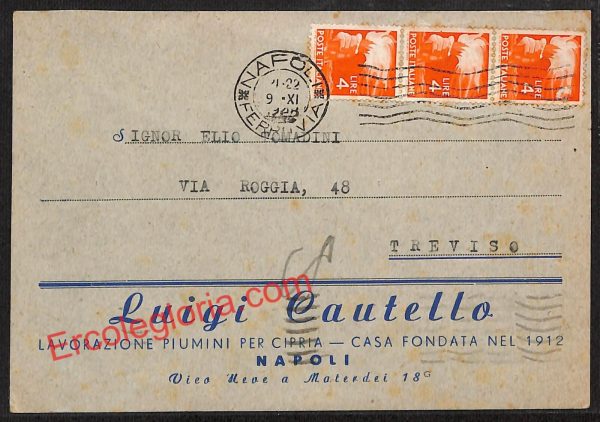 POSTE ITALIANE LIRE 4
POSTE ITALIANE LIRE 4
POSTE ITALIANE LIRE 4
NAPOLI
9 - XI
FERROVIA
SIGNOR ELIO
VIA ROGGIA, 48
TREVISO
Ercolegloria.com
Luigi Cautello
LAVORAZIONE PIUMINI PER CIPRIA — CASA FONDATA NEL 1912
NAPOLI
Vico Neve a Materdei 18G